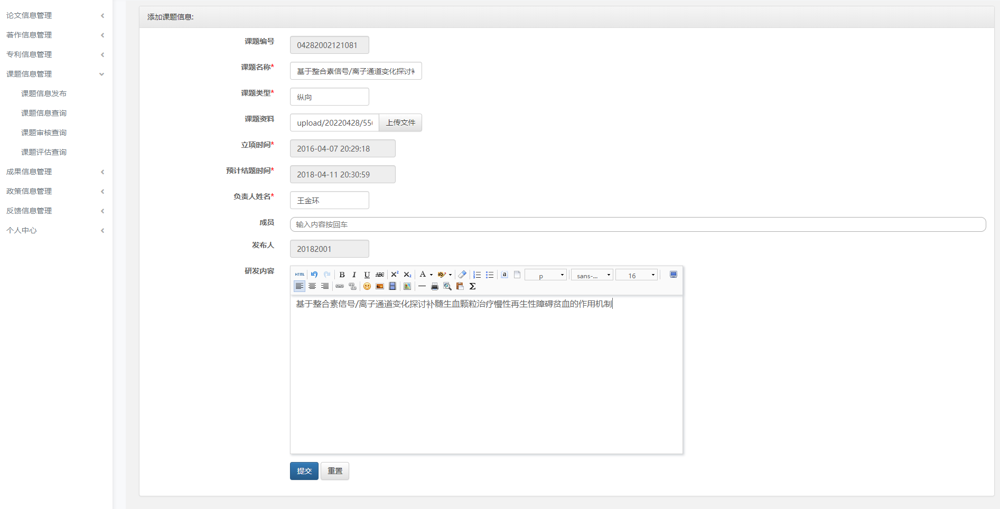 论文信息管理
著作信息管理
专利信息管理
课题信息管理
课题信息发布
课题信息查询
课题审核查询
课题评估查询
成果信息管理
政策信息管理
反馈信息管理
个人中心
添加课题信息:
课题编号 04282002121081
课题名称* 基于整合素信号/离子通道变化探讨
课题类型* 纵向
课题资料 upload/20220428/55 上传文件
立项时间* 2016-04-07 20:29:18
预计结题时间* 2018-04-11 20:30:59
负责人姓名* 王金环
成员 输入内容按回车
发布人 20182001
研发内容
HTML B I U ABC X² X₂ A ab a p sans-... 16
Σ
基于整合素信号/离子通道变化探讨补髓生血颗粒治疗慢性再生性障碍贫血的作用机制
提交 重置